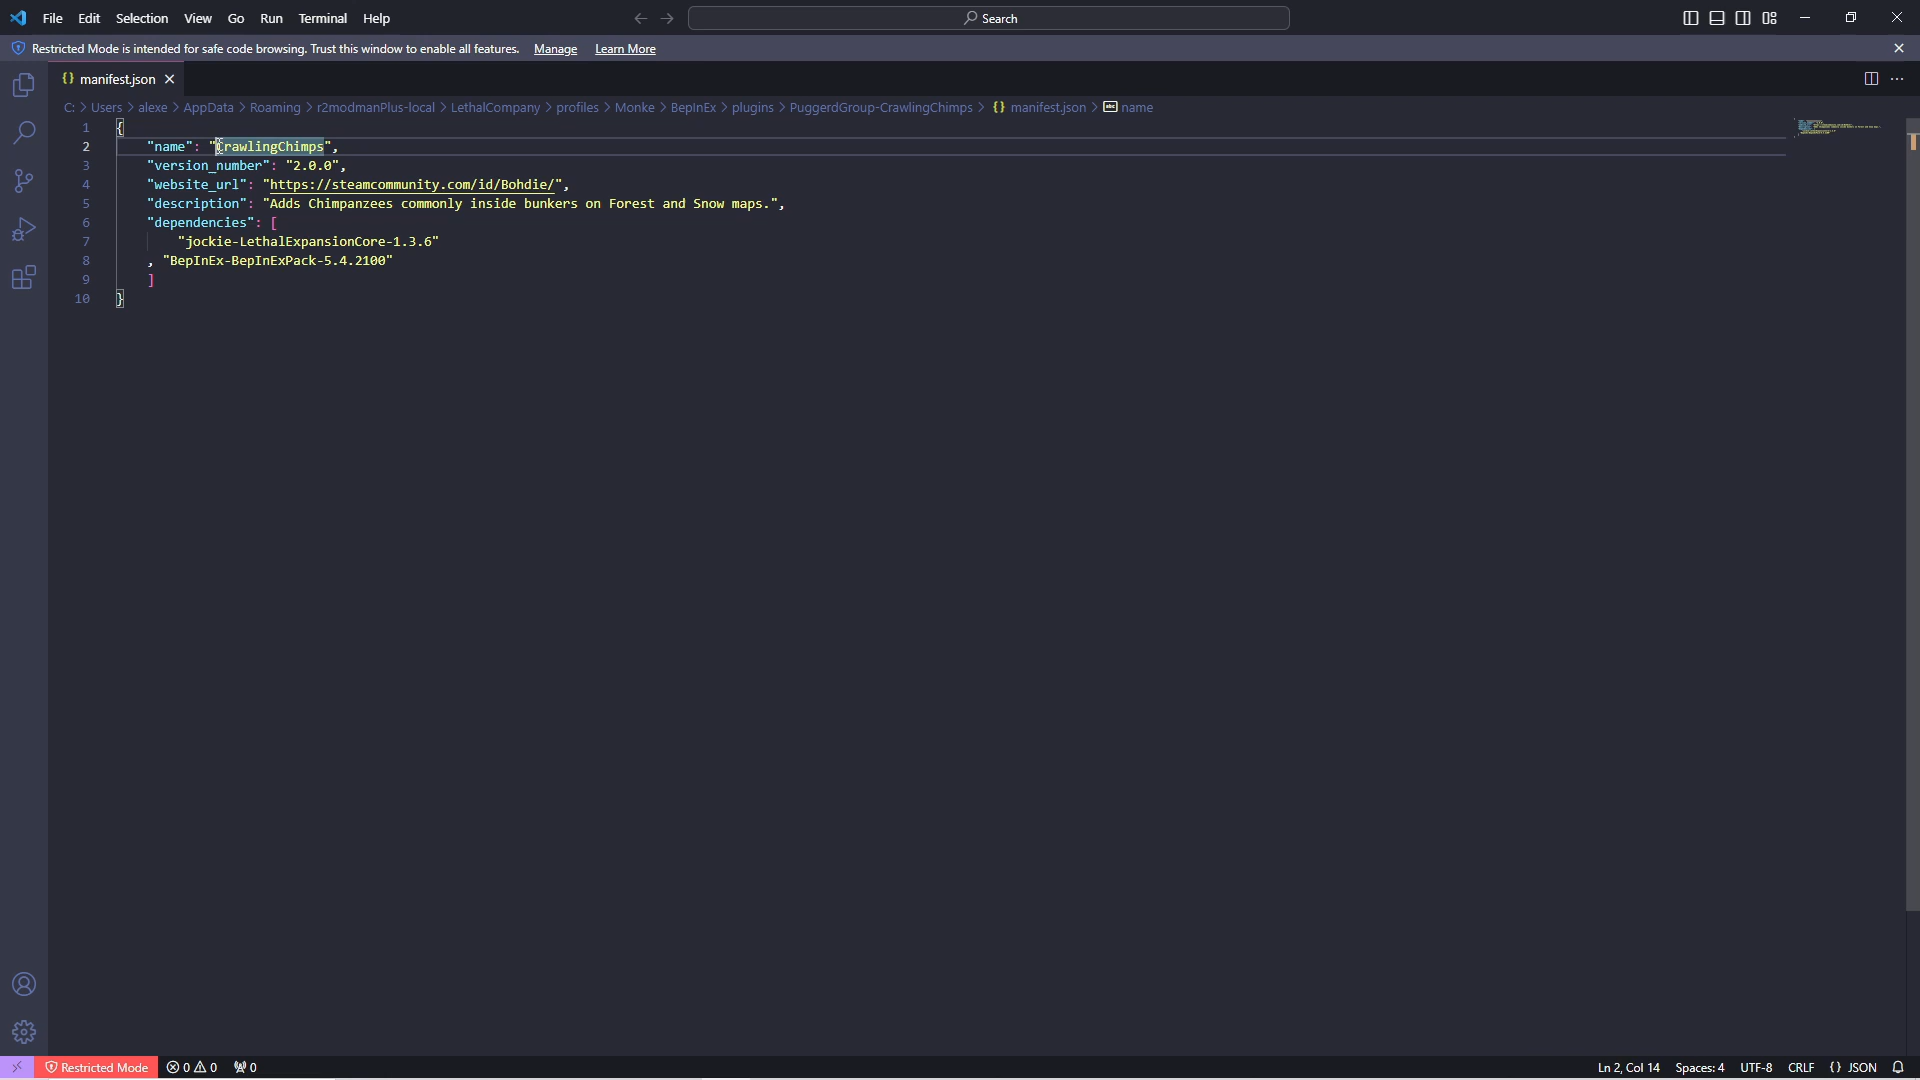 File Edit Selection View Go Run Terminal Help Search
Restricted Mode is intended for safe code browsing. Trust this window to enable all features. Manage Learn More
{} manifest.json
C: > Users > alexe > AppData > Roaming > r2modmanPlus-local > LethalCompany > profiles > Monke > BepInEx > plugins > PuggerdGroup-CrawlingChimps > {} manifest.json > abc name
1 {
2 "name": "CrawlingChimps",
3 "version_number": "2.0.0",
4 "website_url": "https://steamcommunity.com/id/Bohdie/",
5 "description": "Adds Chimpanzees commonly inside bunkers on Forest and Snow maps.",
6 "dependencies": [
7 "jockie-LethalExpansionCore-1.3.6"
8 , "BepInEx-BepInExPack-5.4.2100"
9 ]
10 }
Restricted Mode 0 0 0 Ln 2, Col 14 Spaces: 4 UTF-8 CRLF {} JSON